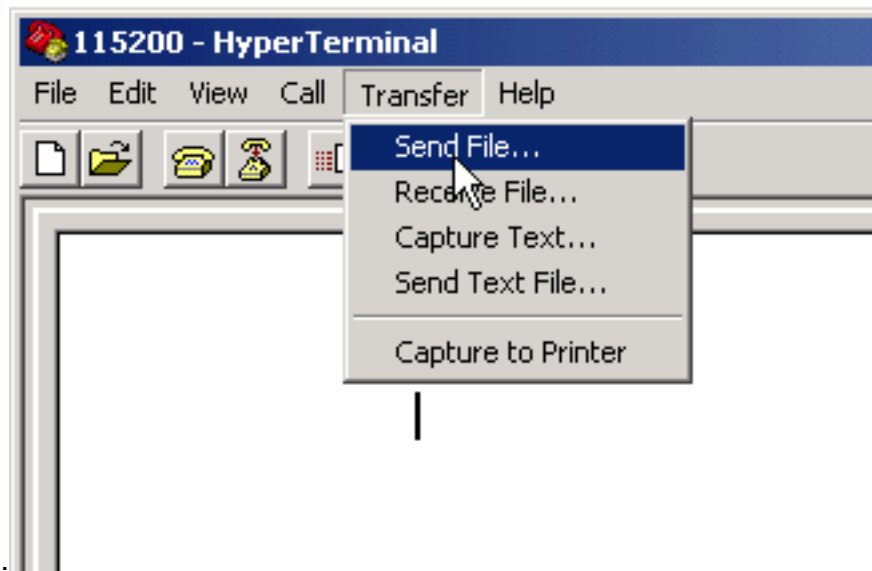 115200 - HyperTerminal
File Edit View Call Transfer Help
Send File...
Receive File...
Capture Text...
Send Text File...
Capture to Printer